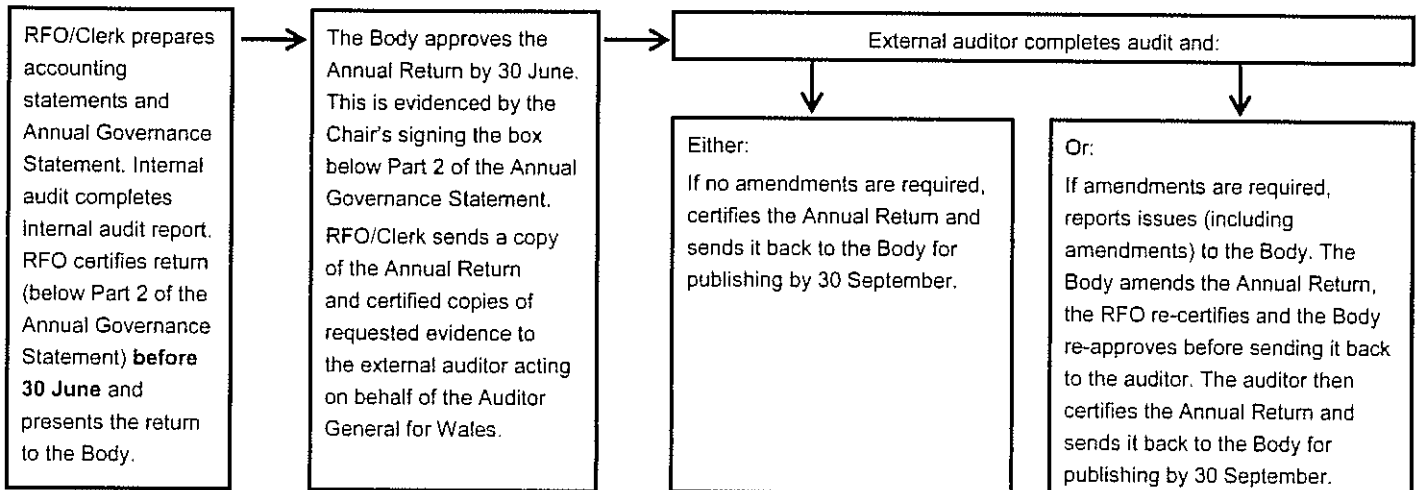 RFO/Clerk prepares
accounting
statements and
Annual Governance
Statement. Internal
audit completes
Internal audit report.
RFO certifies return
(below Part 2 of the
Annual Governance
Statement) before
30 June and
presents the return
to the Body.
The Body approves the
Annual Return by 30 June.
This is evidenced by the
Chair's signing the box
below Part 2 of the Annual
Governance Statement.
RFO/Clerk sends a copy
of the Annual Return
and certified copies of
requested evidence to
the external auditor acting
on behalf of the Auditor
General for Wales.
External auditor completes audit and:
Either:
If no amendments are required,
certifies the Annual Return and
sends it back to the Body for
publishing by 30 September.
Or:
If amendments are required,
reports issues (including
amendments) to the Body. The
Body amends the Annual Return,
the RFO re-certifies and the Body
re-approves before sending it back
to the auditor. The auditor then
certifies the Annual Return and
sends it back to the Body for
publishing by 30 September.